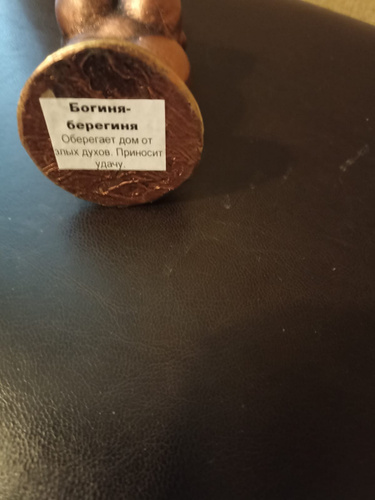 Богиня-
берегиня
Оберегает дом от
злых духов. Приносит
удачу.